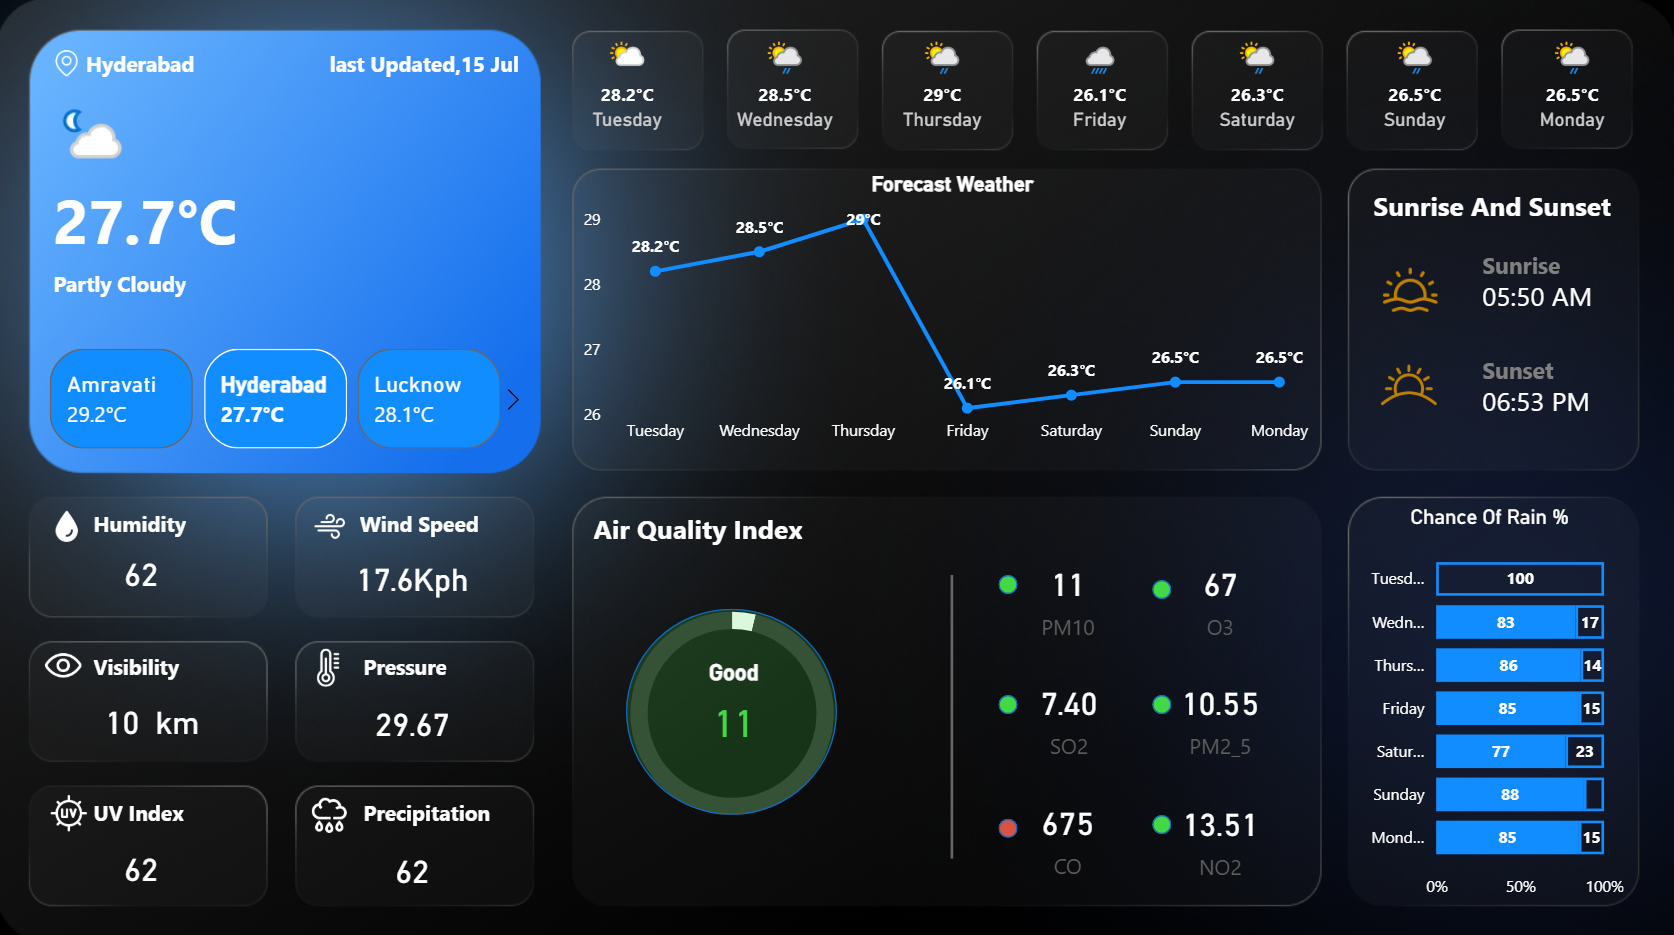 Hyderabad
last Updated,15 Jul
27.7°C
Partly Cloudy
Amravati
29.2°C
Hyderabad
27.7°C
Lucknow
28.1°C
28.2°C
Tuesday
28.5°C
Wednesday
29°C
Thursday
26.1°C
Friday
26.3°C
Saturday
26.5°C
Sunday
26.5°C
Monday
Forecast Weather
29
28
27
26
28.2°C
28.5°C
29°C
26.1°C
26.3°C
26.5°C
26.5°C
Tuesday
Wednesday
Thursday
Friday
Saturday
Sunday
Monday
Sunrise And Sunset
Sunrise
05:50 AM
Sunset
06:53 PM
Humidity
62
Wind Speed
17.6Kph
Visibility
10 km
Pressure
29.67
UV
UV Index
62
Precipitation
62
Air Quality Index
Good
11
11
PM10
67
O3
7.40
SO2
10.55
PM2_5
675
CO
13.51
NO2
Chance Of Rain %
Tuesd... 100
Wedn... 83 17
Thurs... 86 14
Friday 85 15
Satur... 77 23
Sunday 88
Mond... 85 15
0% 50% 100%